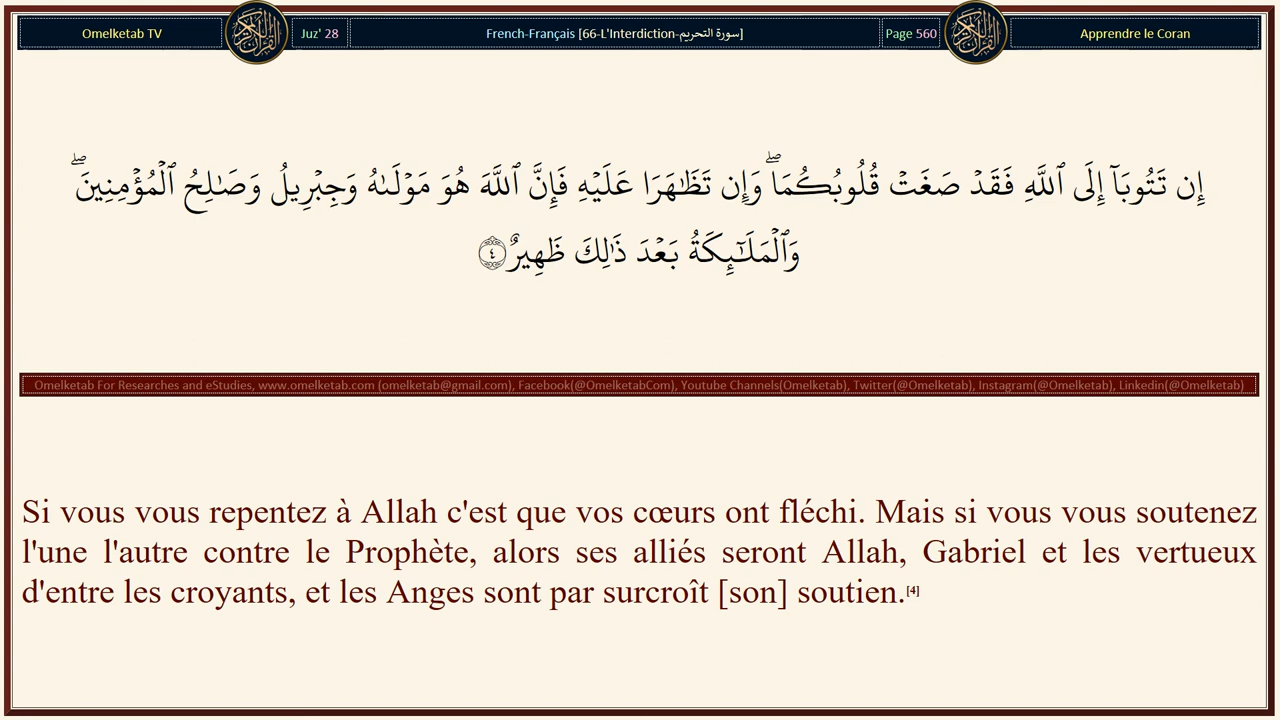 Omelketab TV
Juz' 28
French-Français [66-L'Interdiction-سورة التحريم]
Page 560
Apprendre le Coran
إِن تَتُوبَآ إِلَى ٱللَّهِ فَقَدۡ صَغَتۡ قُلُوبُكُمَاۖ وَإِن تَظَٰهَرَا عَلَيۡهِ فَإِنَّ ٱللَّهَ هُوَ مَوۡلَىٰهُ وَجِبۡرِيلُ وَصَٰلِحُ ٱلۡمُؤۡمِنِينَۖ
وَٱلۡمَلَٰٓئِكَةُ بَعۡدَ ذَٰلِكَ ظَهِيرٌ ٤
Omelketab For Researches and eStudies, www.omelketab.com (omelketab@gmail.com), Facebook(@OmelketabCom), Youtube Channels(Omelketab), Twitter(@Omelketab), Instagram(@Omelketab), Linkedin(@Omelketab)
Si vous vous repentez à Allah c'est que vos cœurs ont fléchi. Mais si vous vous soutenez
l'une l'autre contre le Prophète, alors ses alliés seront Allah, Gabriel et les vertueux
d'entre les croyants, et les Anges sont par surcroît [son] soutien.[4]